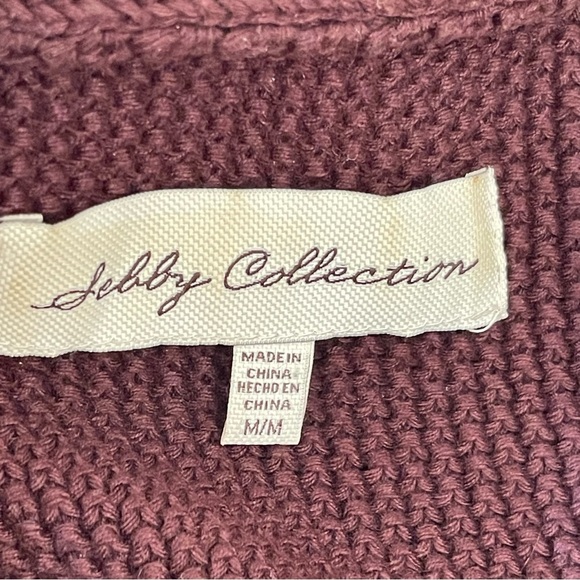 Sebby Collection
MADE IN
CHINA
HECHO EN
CHINA
M/M